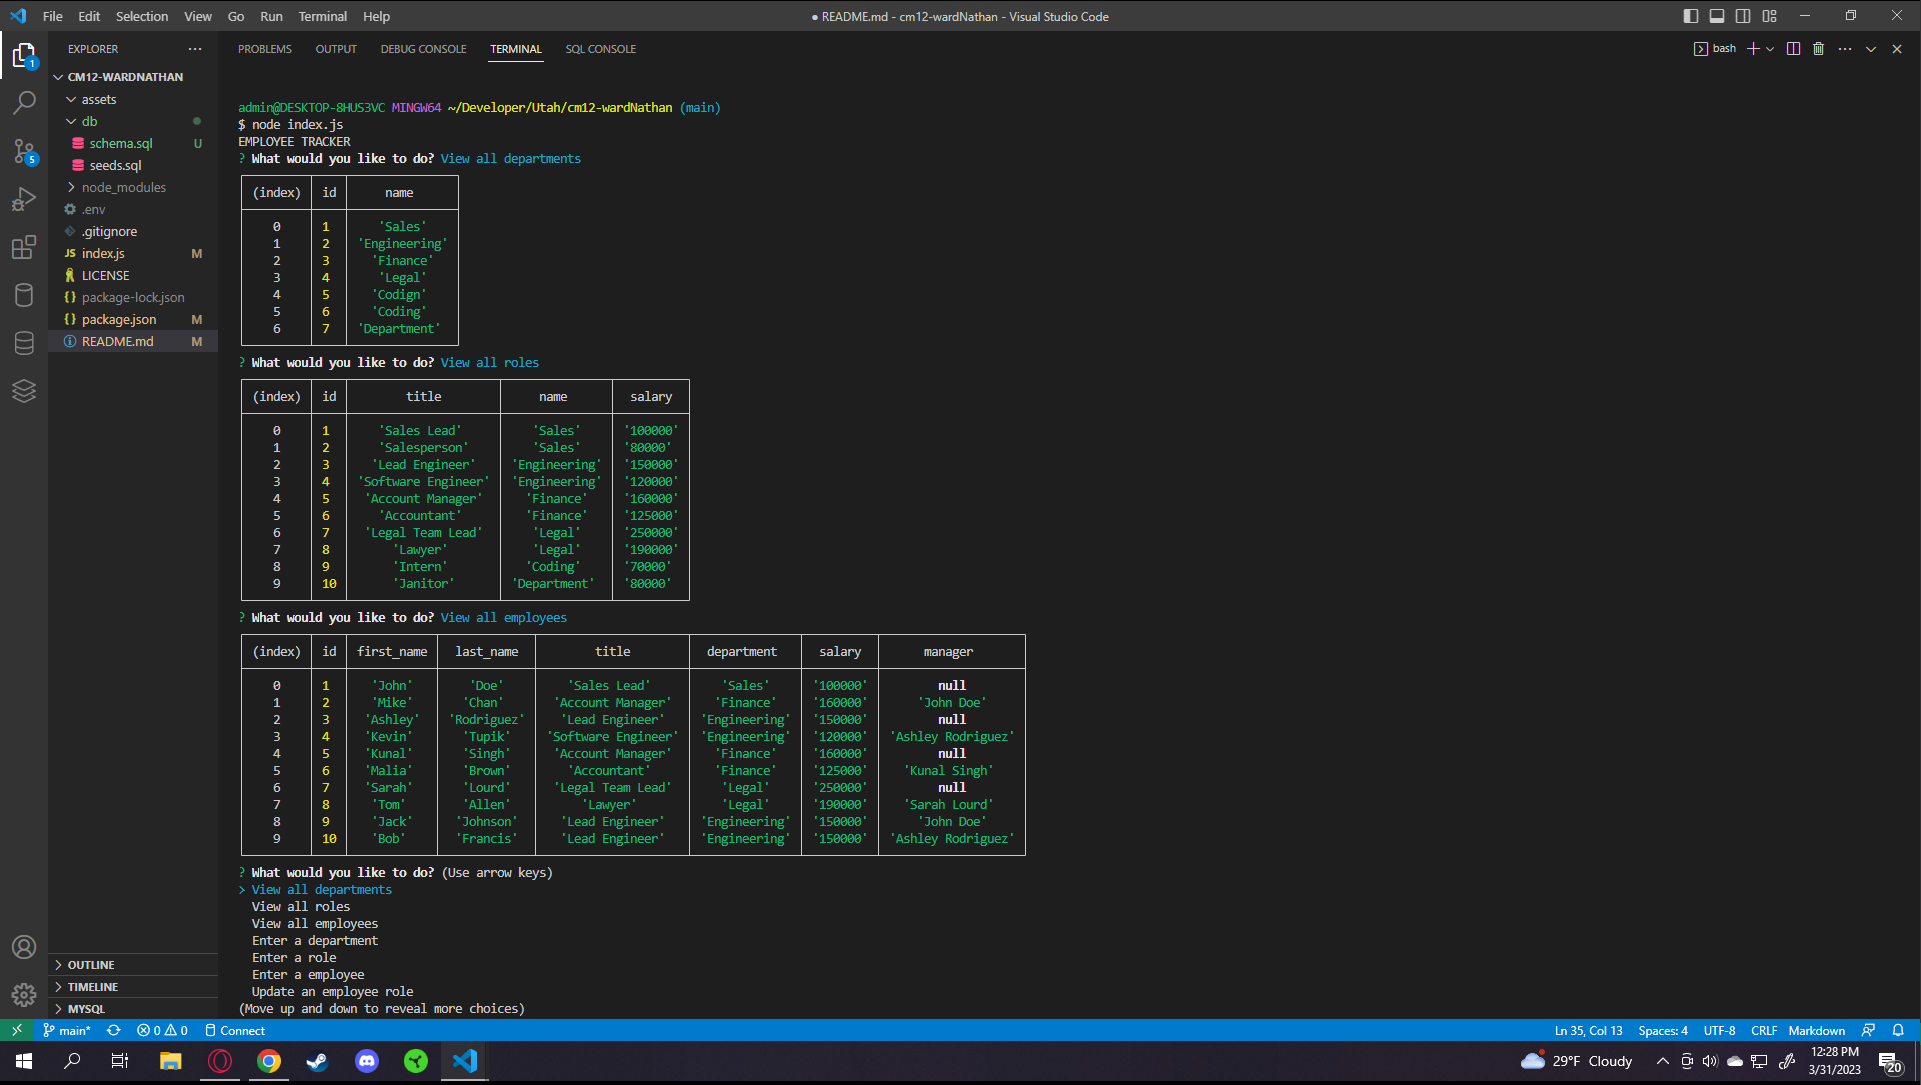 File Edit Selection View Go Run Terminal Help
● README.md - cm12-wardNathan - Visual Studio Code
EXPLORER
1
CM12-WARDNATHAN
assets
db
schema.sql U
5
seeds.sql
node_modules
.env
.gitignore
JS index.js M
LICENSE
{} package-lock.json
{} package.json M
README.md M
OUTLINE
TIMELINE
MYSQL
PROBLEMS OUTPUT DEBUG CONSOLE TERMINAL SQL CONSOLE
bash
admin@DESKTOP-8HUS3VC MINGW64 ~/Developer/Utah/cm12-wardNathan (main)
$ node index.js
EMPLOYEE TRACKER
? What would you like to do? View all departments
(index) id name
0 1 'Sales'
1 2 'Engineering'
2 3 'Finance'
3 4 'Legal'
4 5 'Codign'
5 6 'Coding'
6 7 'Department'
? What would you like to do? View all roles
(index) id title name salary
0 1 'Sales Lead' 'Sales' '100000'
1 2 'Salesperson' 'Sales' '80000'
2 3 'Lead Engineer' 'Engineering' '150000'
3 4 'Software Engineer' 'Engineering' '120000'
4 5 'Account Manager' 'Finance' '160000'
5 6 'Accountant' 'Finance' '125000'
6 7 'Legal Team Lead' 'Legal' '250000'
7 8 'Lawyer' 'Legal' '190000'
8 9 'Intern' 'Coding' '70000'
9 10 'Janitor' 'Department' '80000'
? What would you like to do? View all employees
(index) id first_name last_name title department salary manager
0 1 'John' 'Doe' 'Sales Lead' 'Sales' '100000' null
1 2 'Mike' 'Chan' 'Account Manager' 'Finance' '160000' 'John Doe'
2 3 'Ashley' 'Rodriguez' 'Lead Engineer' 'Engineering' '150000' null
3 4 'Kevin' 'Tupik' 'Software Engineer' 'Engineering' '120000' 'Ashley Rodriguez'
4 5 'Kunal' 'Singh' 'Account Manager' 'Finance' '160000' null
5 6 'Malia' 'Brown' 'Accountant' 'Finance' '125000' 'Kunal Singh'
6 7 'Sarah' 'Lourd' 'Legal Team Lead' 'Legal' '250000' null
7 8 'Tom' 'Allen' 'Lawyer' 'Legal' '190000' 'Sarah Lourd'
8 9 'Jack' 'Johnson' 'Lead Engineer' 'Engineering' '150000' 'John Doe'
9 10 'Bob' 'Francis' 'Lead Engineer' 'Engineering' '150000' 'Ashley Rodriguez'
? What would you like to do? (Use arrow keys)
> View all departments
View all roles
View all employees
Enter a department
Enter a role
Enter a employee
Update an employee role
(Move up and down to reveal more choices)
main* 0 0 Connect
Ln 35, Col 13 Spaces: 4 UTF-8 CRLF Markdown
29°F Cloudy
12:28 PM
3/31/2023
20